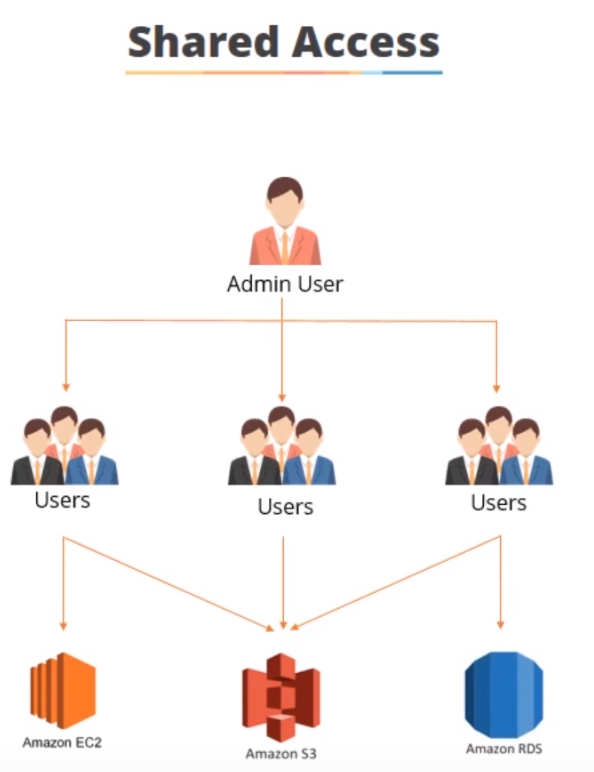 Shared Access
Admin User
Users
Users
Users
Amazon EC2
Amazon S3
Amazon RDS